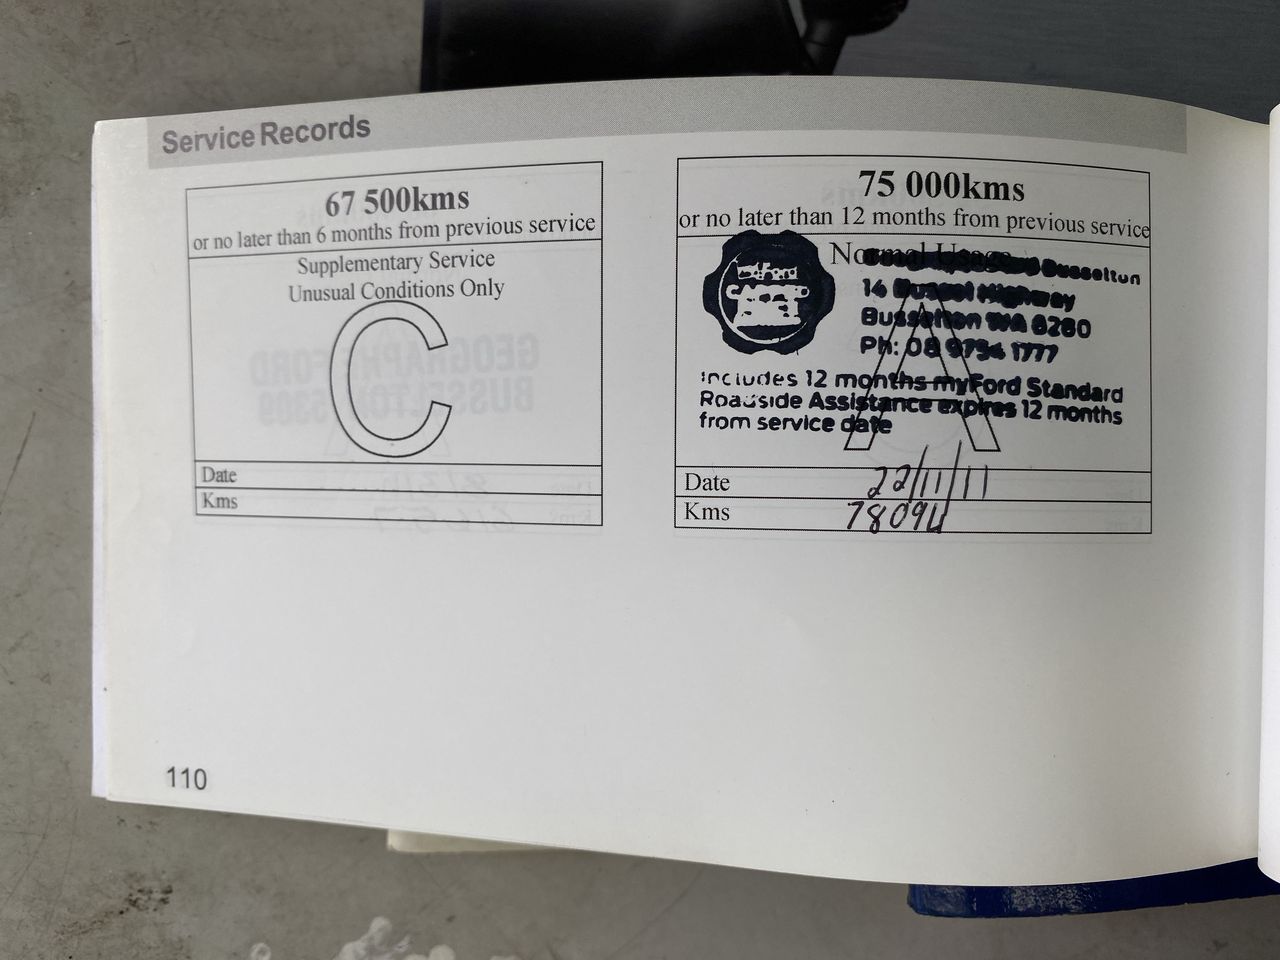 Service Records
67 500kms
or no later than 6 months from previous service
Supplementary Service
Unusual Conditions Only
C
Date
Kms
75 000kms
or no later than 12 months from previous service
Normal Usage
Busselton
14 Bussel Highway
Busselton WA 6280
Ph: 08 9754 1777
A
Includes 12 months myFord Standard
Roadside Assistance expires 12 months
from service date
Date 22/11/11
Kms 78094
110